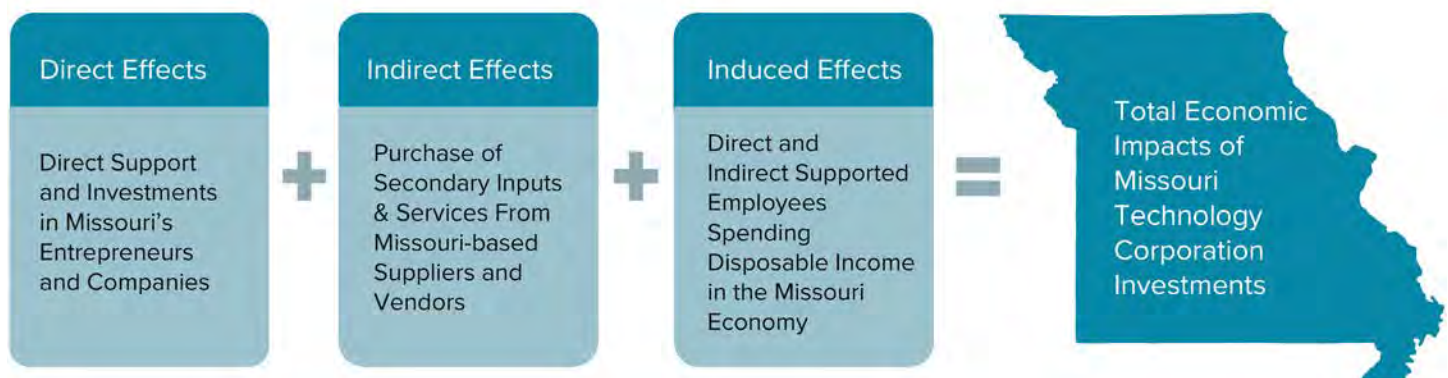 Direct Effects
Direct Support
and Investments
in Missouri's
Entrepreneurs
and Companies
+
Indirect Effects
Purchase of
Secondary Inputs
& Services From
Missouri-based
Suppliers and
Vendors
+
Induced Effects
Direct and
Indirect Supported
Employees
Spending
Disposable Income
in the Missouri
Economy
=
Total Economic
Impacts of
Missouri
Technology
Corporation
Investments